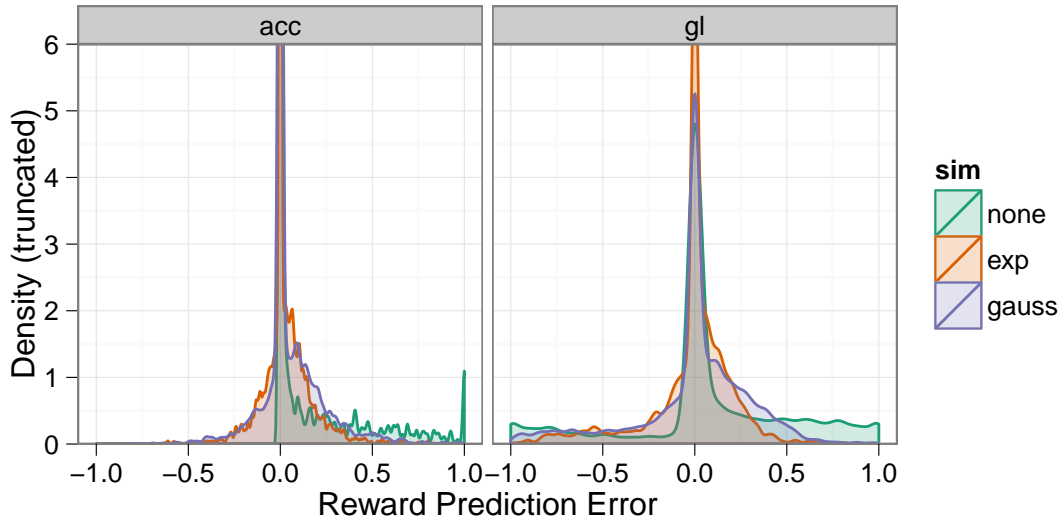 acc
gl
6
5
4
3
2
1
0
Density (truncated)
−1.0 −0.5 0.0 0.5 1.0
−1.0 −0.5 0.0 0.5 1.0
Reward Prediction Error
sim
none
exp
gauss